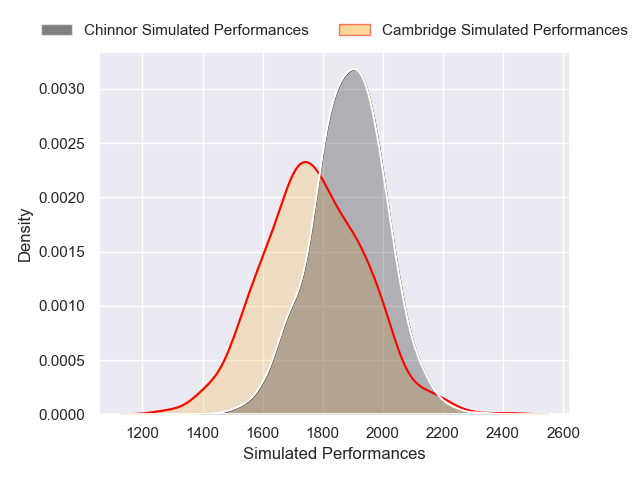 Chinnor Simulated Performances Cambridge Simulated Performances
0.0030
0.0025
0.0020
0.0015
0.0010
0.0005
0.0000
Density
1200 1400 1600 1800 2000 2200 2400 2600
Simulated Performances